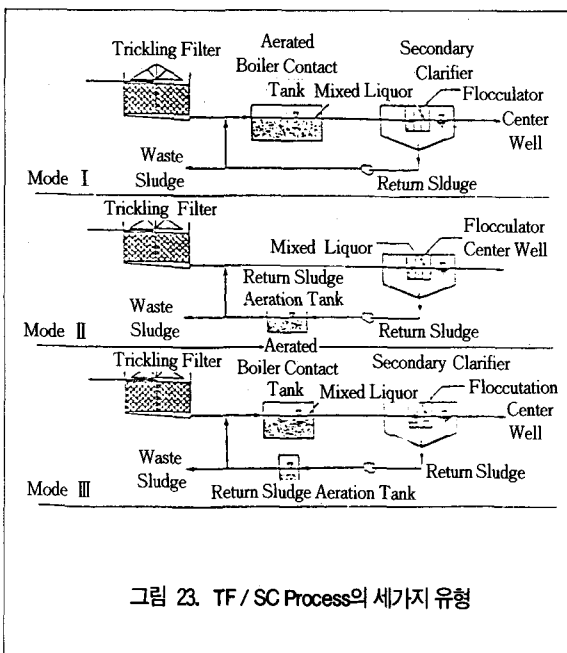 Trickling Filter
Aerated
Boiler Contact
Tank
Mixed Liquor
Secondary
Clarifier
Flocculator
Center
Well
Waste
Sludge
Return Slduge
Mode Ⅰ
Trickling Filter
Mixed Liquor
Flocculator
Center Well
Return Sludge
Aeration Tank
Waste
Sludge
Return Sludge
Mode Ⅱ
Aerated
Trickling Filter
Boiler Contact
Tank
Mixed Liquor
Secondary Clarifier
Floccutation
Center
Well
Waste
Sludge
Return Sludge
Mode Ⅲ
Return Sludge Aeration Tank
그림 23. TF / SC Process의 세가지 유형